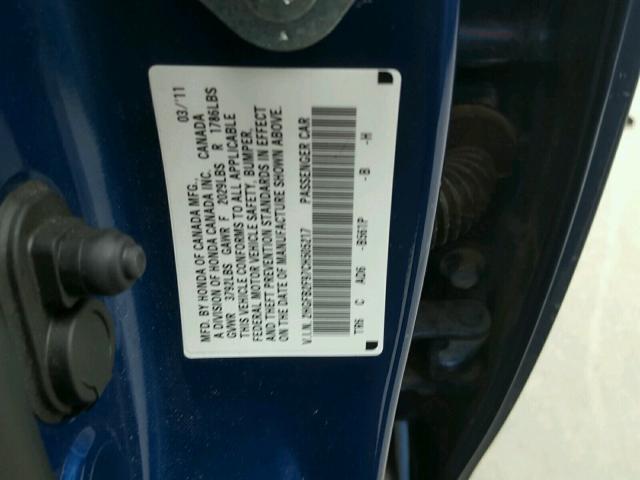 MFD. BY HONDA OF CANADA MFG., 03/'11
A DIVISION OF HONDA CANADA INC. CANADA
GVWR 3792LBS GAWR F 2029LBS R 1786LBS
THIS VEHICLE CONFORMS TO ALL APPLICABLE
FEDERAL MOTOR VEHICLE SAFETY, BUMPER,
AND THEFT PREVENTION STANDARDS IN EFFECT
ON THE DATE OF MANUFACTURE SHOWN ABOVE.
V.I.N. PASSENGER CAR
TR6 C AD6 -B561P -B -H